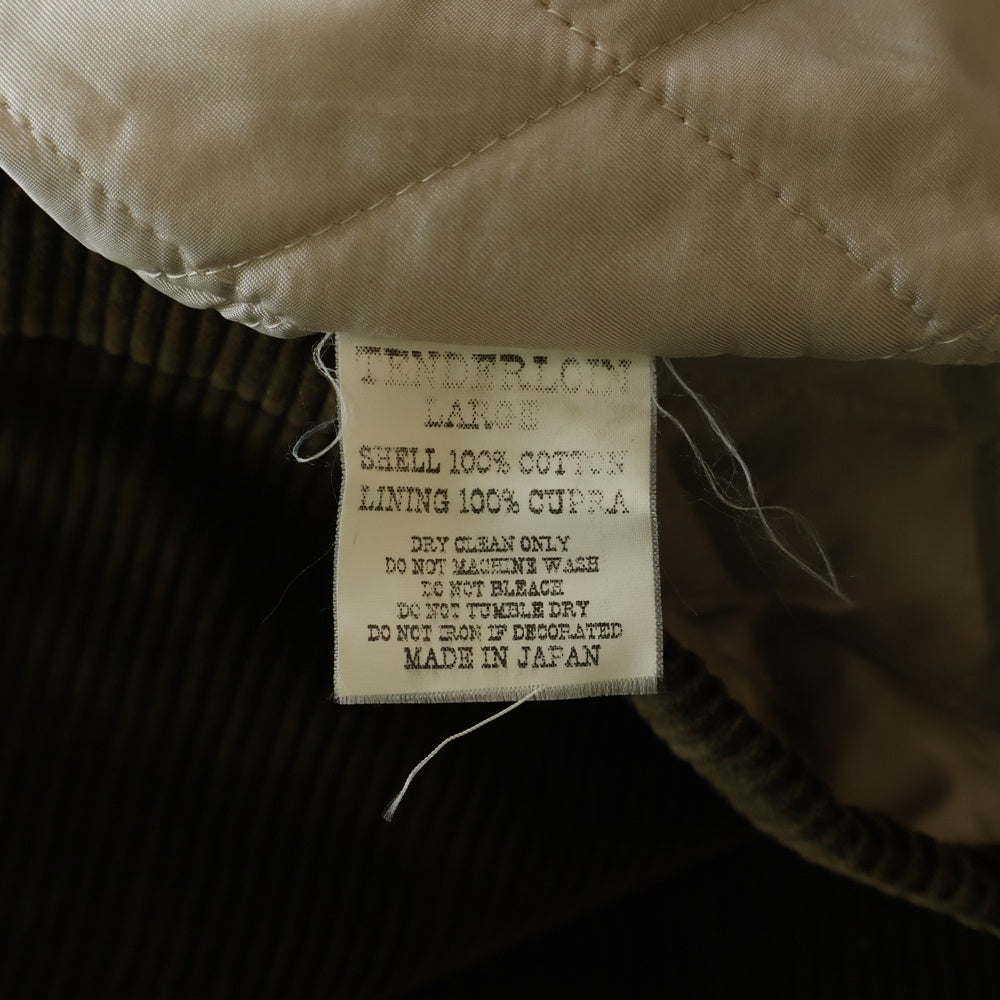 TENDERLOIN
LARGE
SHELL 100% COTTON
LINING 100% CUPRA
DRY CLEAN ONLY
DO NOT MACHINE WASH
DO NOT BLEACH
DO NOT TUMBLE DRY
DO NOT IRON IF DECORATED
MADE IN JAPAN